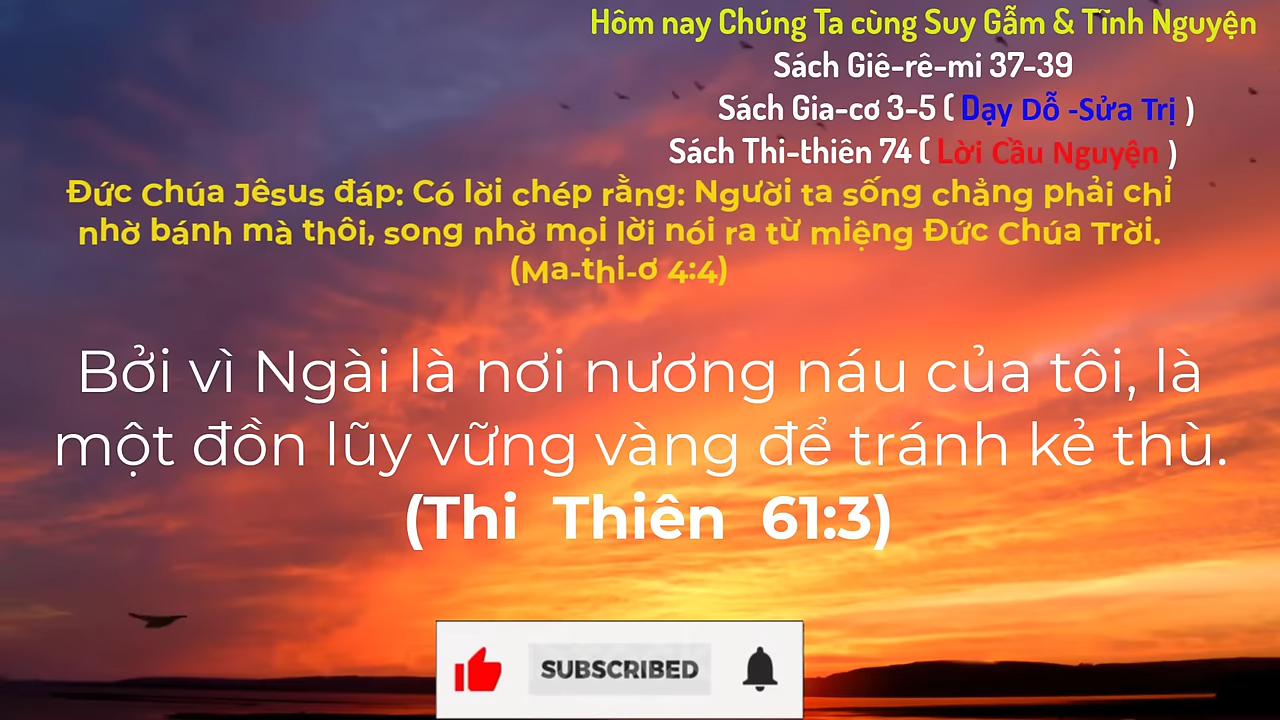 Hôm nay Chúng Ta cùng Suy Gẫm & Tĩnh Nguyện
Sách Giê-rê-mi 37-39
Sách Gia-cơ 3-5 ( Dạy Dỗ -Sửa Trị )
Sách Thi-thiên 74 ( Lời Cầu Nguyện )
Đức Chúa Jêsus đáp: Có lời chép rằng: Người ta sống chẳng phải chỉ
nhờ bánh mà thôi, song nhờ mọi lời nói ra từ miệng Đức Chúa Trời.
(Ma-thi-ơ 4:4)
Bởi vì Ngài là nơi nương náu của tôi, là
một đồn lũy vững vàng để tránh kẻ thù.
(Thi Thiên 61:3)
SUBSCRIBED